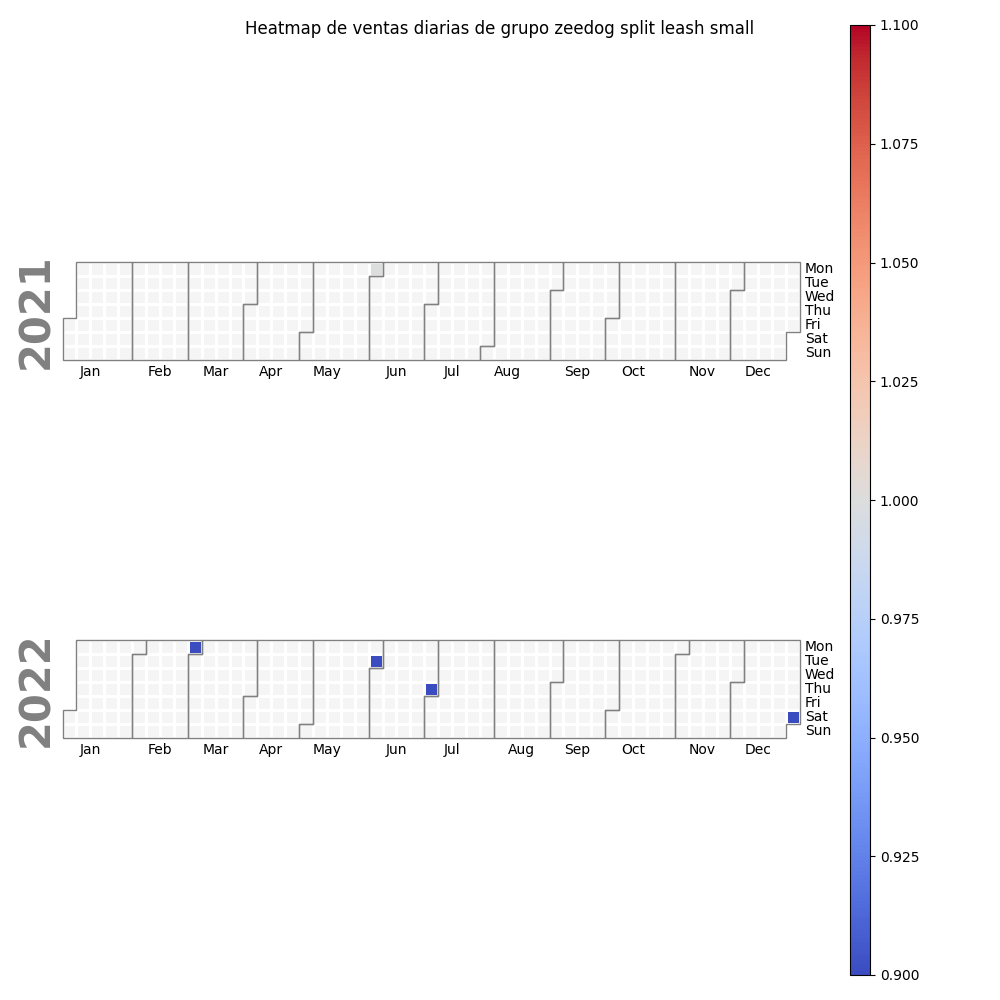 Heatmap de ventas diarias de grupo zeedog split leash small
2021
Mon
Tue
Wed
Thu
Fri
Sat
Sun
Jan Feb Mar Apr May Jun Jul Aug Sep Oct Nov Dec
2022
Mon
Tue
Wed
Thu
Fri
Sat
Sun
Jan Feb Mar Apr May Jun Jul Aug Sep Oct Nov Dec
1.100
1.075
1.050
1.025
1.000
0.975
0.950
0.925
0.900